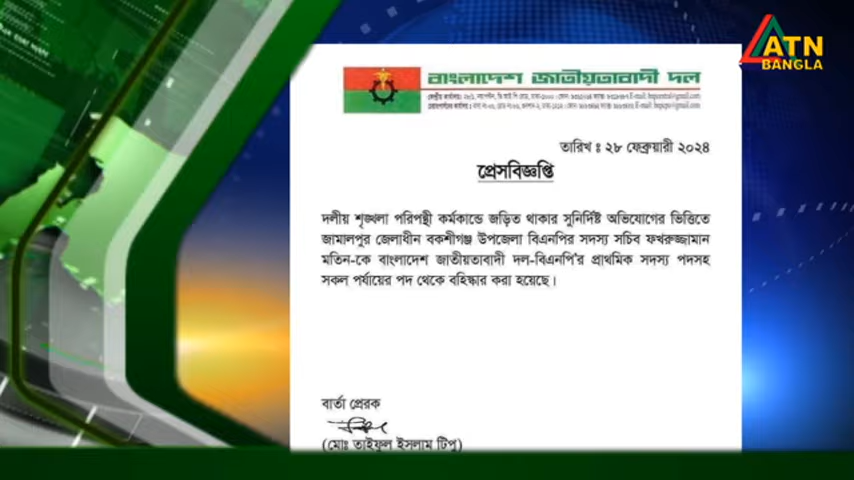 ATN
BANGLA
বাংলাদেশ জাতীয়তাবাদী দল
তারিখ ঃ ২৮ ফেব্রুয়ারী ২০২৪
প্রেসবিজ্ঞপ্তি
দলীয় শৃঙ্খলা পরিপন্থী কর্মকান্ডে জড়িত থাকার সুনির্দিষ্ট অভিযোগের ভিত্তিতে
জামালপুর জেলাধীন বকশীগঞ্জ উপজেলা বিএনপির সদস্য সচিব ফখরুজ্জামান
মতিন-কে বাংলাদেশ জাতীয়তাবাদী দল-বিএনপি'র প্রাথমিক সদস্য পদসহ
সকল পর্যায়ের পদ থেকে বহিস্কার করা হয়েছে।
বার্তা প্রেরক
(মোঃ তাইফুল ইসলাম টিপু)